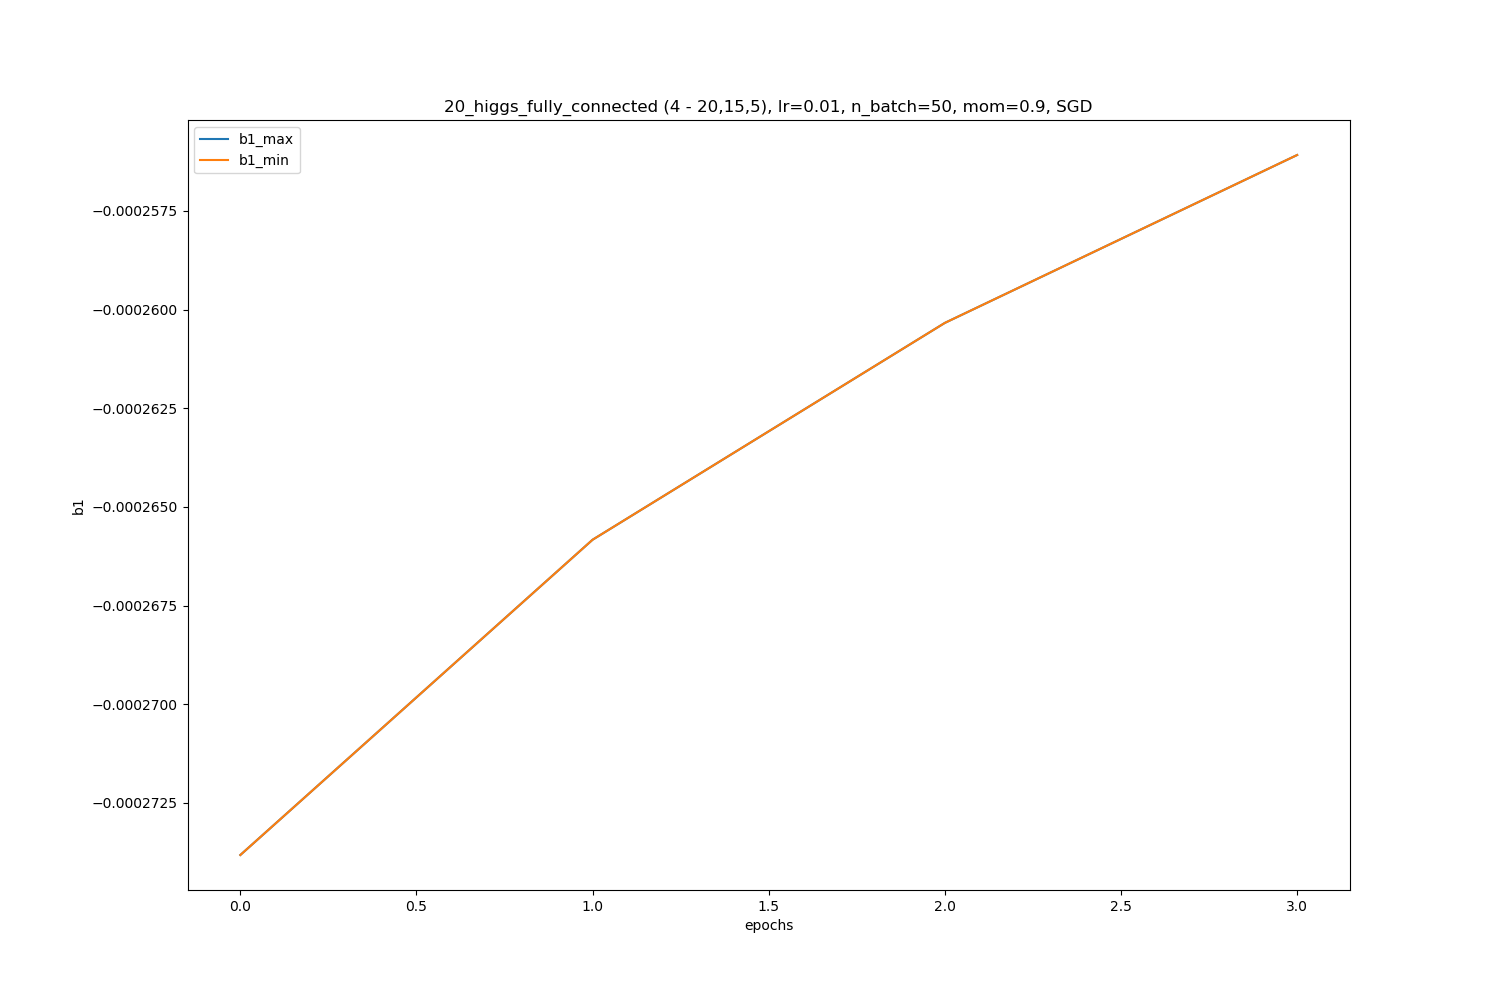 20_higgs_fully_connected (4 - 20,15,5), lr=0.01, n_batch=50, mom=0.9, SGD
b1_max
b1_min
−0.0002575
−0.0002600
−0.0002625
−0.0002650
−0.0002675
−0.0002700
−0.0002725
b1
0.0 0.5 1.0 1.5 2.0 2.5 3.0
epochs